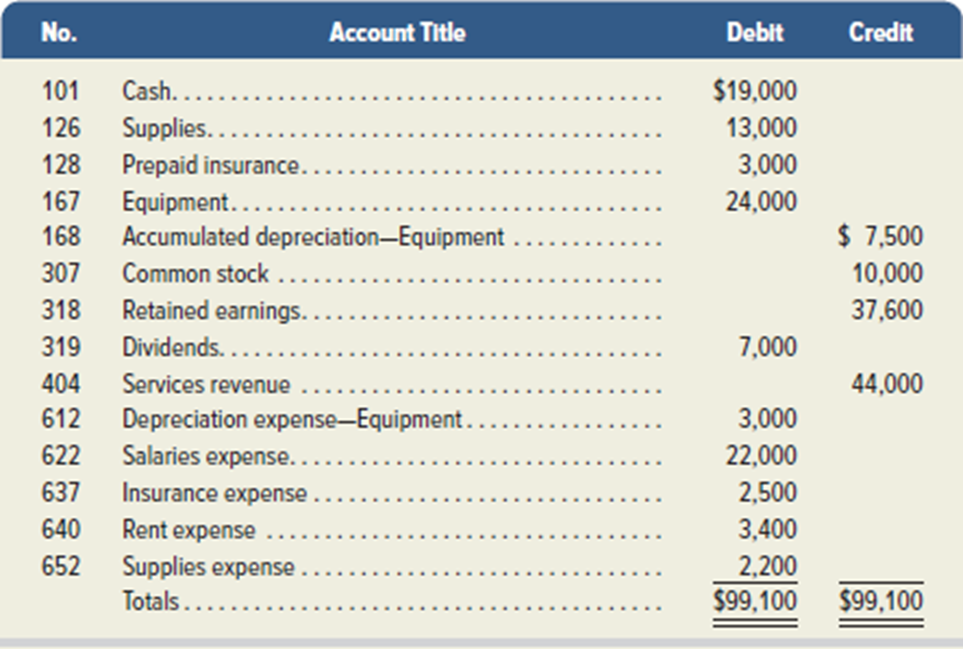 No. Account Title Debit Credit
101 Cash. . . . . . . . . . . . . . . . . . . . . . . . . . . . . . . . . . . . . . . . . . $19,000
126 Supplies. . . . . . . . . . . . . . . . . . . . . . . . . . . . . . . . . . . . . . . 13,000
128 Prepaid insurance. . . . . . . . . . . . . . . . . . . . . . . . . . . . . . . 3,000
167 Equipment. . . . . . . . . . . . . . . . . . . . . . . . . . . . . . . . . . . . . 24,000
168 Accumulated depreciation—Equipment . . . . . . . . . . . . . $ 7,500
307 Common stock . . . . . . . . . . . . . . . . . . . . . . . . . . . . . . . . . 10,000
318 Retained earnings. . . . . . . . . . . . . . . . . . . . . . . . . . . . . . . 37,600
319 Dividends. . . . . . . . . . . . . . . . . . . . . . . . . . . . . . . . . . . . . . 7,000
404 Services revenue . . . . . . . . . . . . . . . . . . . . . . . . . . . . . . . 44,000
612 Depreciation expense—Equipment. . . . . . . . . . . . . . . . . 3,000
622 Salaries expense. . . . . . . . . . . . . . . . . . . . . . . . . . . . . . . . 22,000
637 Insurance expense . . . . . . . . . . . . . . . . . . . . . . . . . . . . . . 2,500
640 Rent expense . . . . . . . . . . . . . . . . . . . . . . . . . . . . . . . . . . 3,400
652 Supplies expense . . . . . . . . . . . . . . . . . . . . . . . . . . . . . . . 2,200
Totals . . . . . . . . . . . . . . . . . . . . . . . . . . . . . . . . . . . . . . . . . $99,100 $99,100